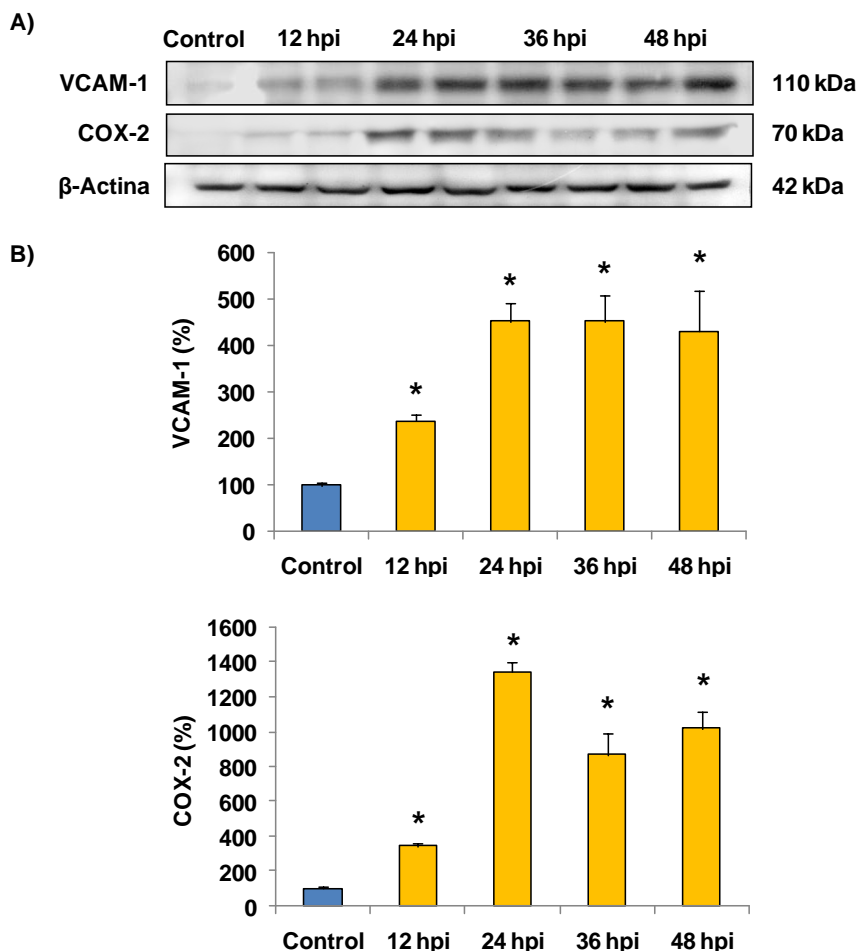 A)
Control 12 hpi 24 hpi 36 hpi 48 hpi
VCAM-1 110 kDa
COX-2 70 kDa
β-Actina 42 kDa
B)
VCAM-1 (%)
600
500
400
300
200
100
0
* * * *
Control 12 hpi 24 hpi 36 hpi 48 hpi
COX-2 (%)
1600
1400
1200
1000
800
600
400
200
0
* * * *
Control 12 hpi 24 hpi 36 hpi 48 hpi